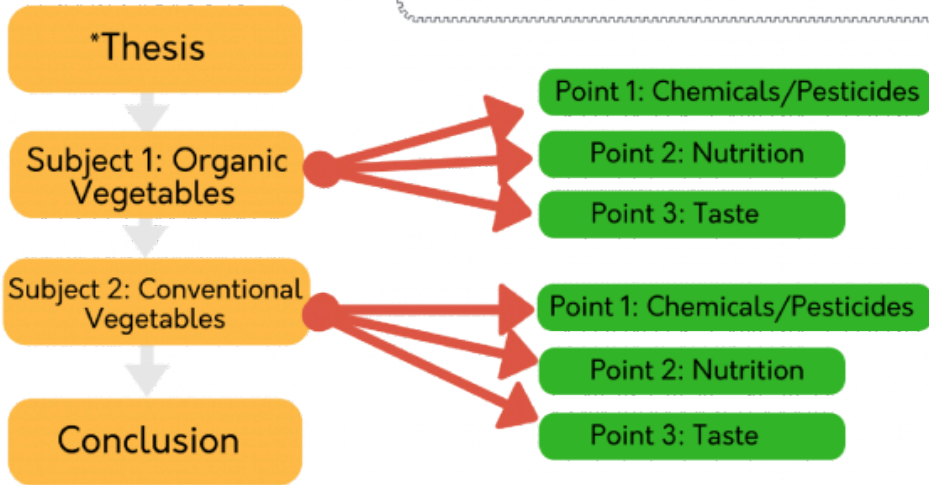 *Thesis
Subject 1: Organic
Vegetables
Point 1: Chemicals/Pesticides
Point 2: Nutrition
Point 3: Taste
Subject 2: Conventional
Vegetables
Point 1: Chemicals/Pesticides
Point 2: Nutrition
Point 3: Taste
Conclusion